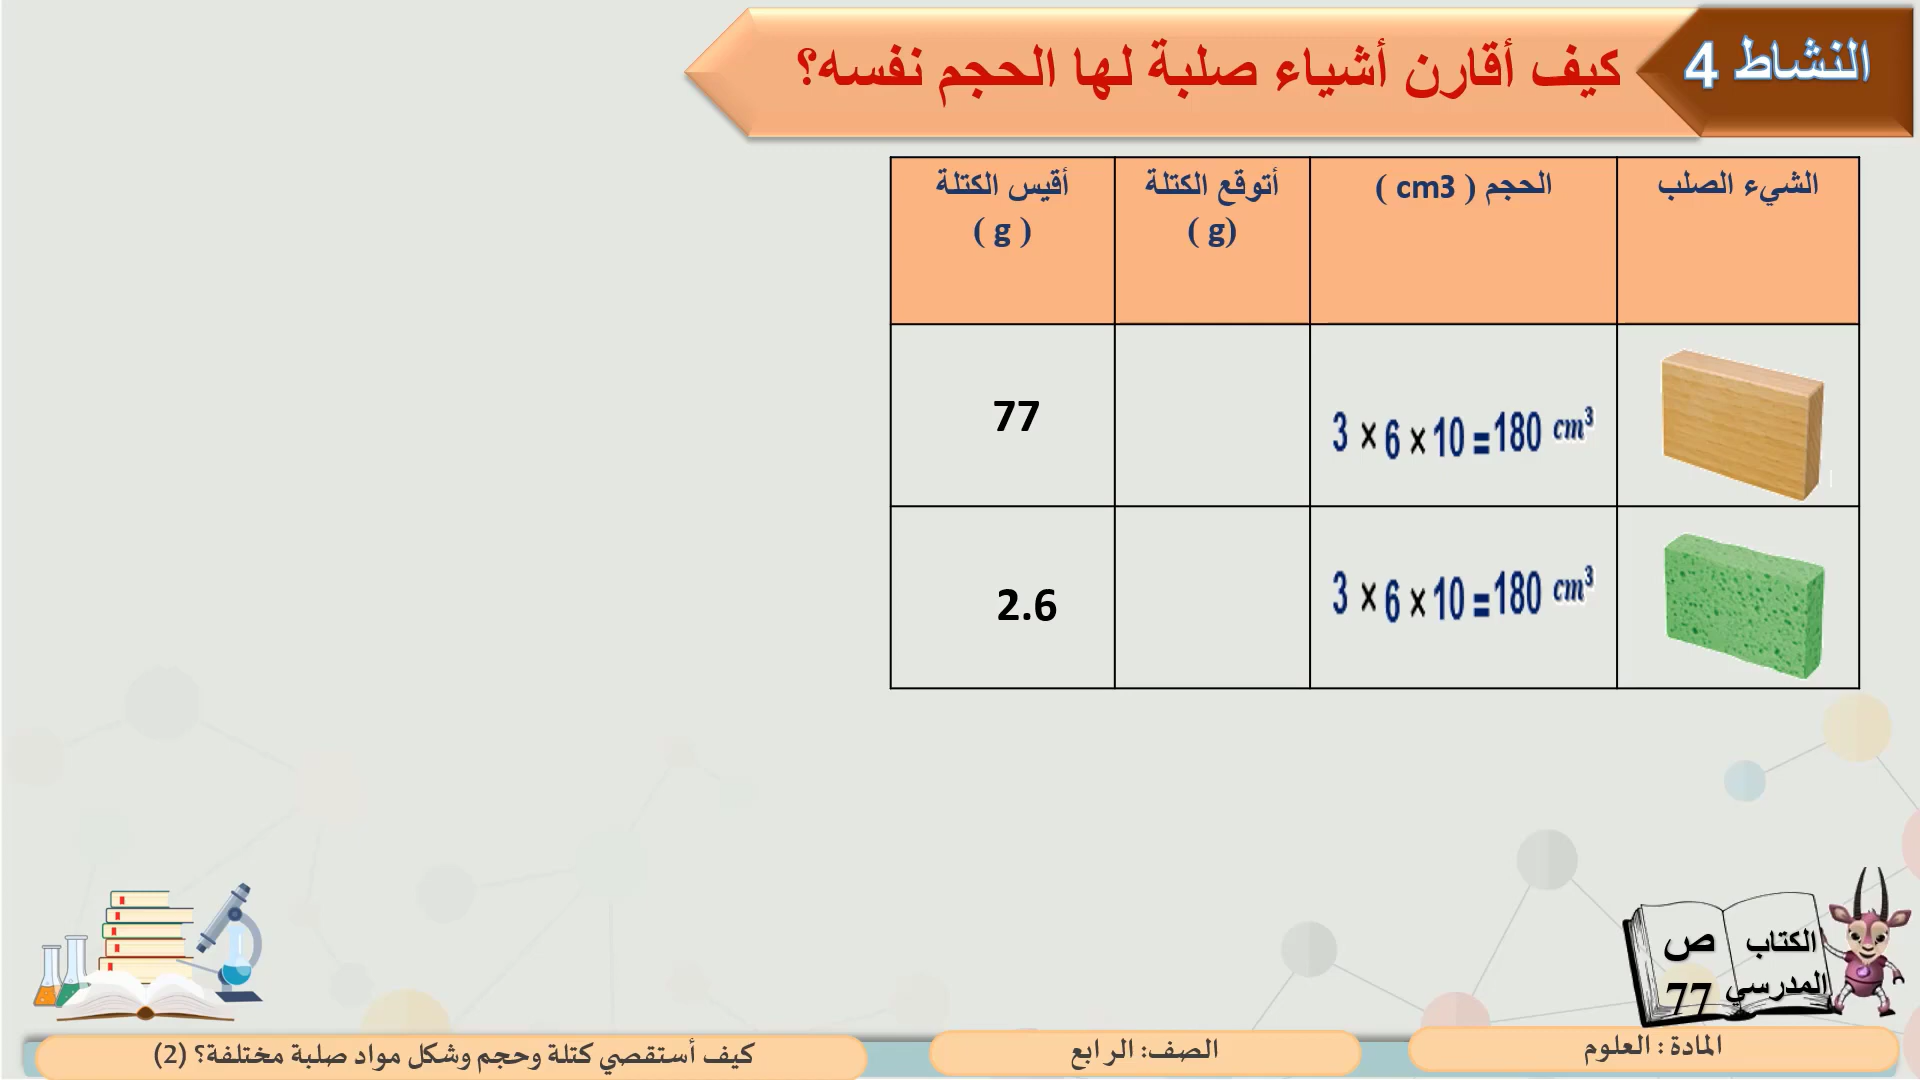 النشاط 4
كيف أقارن أشياء صلبة لها الحجم نفسه؟
الشيء الصلب
الحجم ( cm3 )
أتوقع الكتلة
( g)
أقيس الكتلة
( g )
3 × 6 × 10 = 180 cm³
77
3 × 6 × 10 = 180 cm³
2.6
الكتاب
المدرسي
ص
77
المادة : العلوم
الصف: الرابع
كيف أستقصي كتلة وحجم وشكل مواد صلبة مختلفة؟ (2)